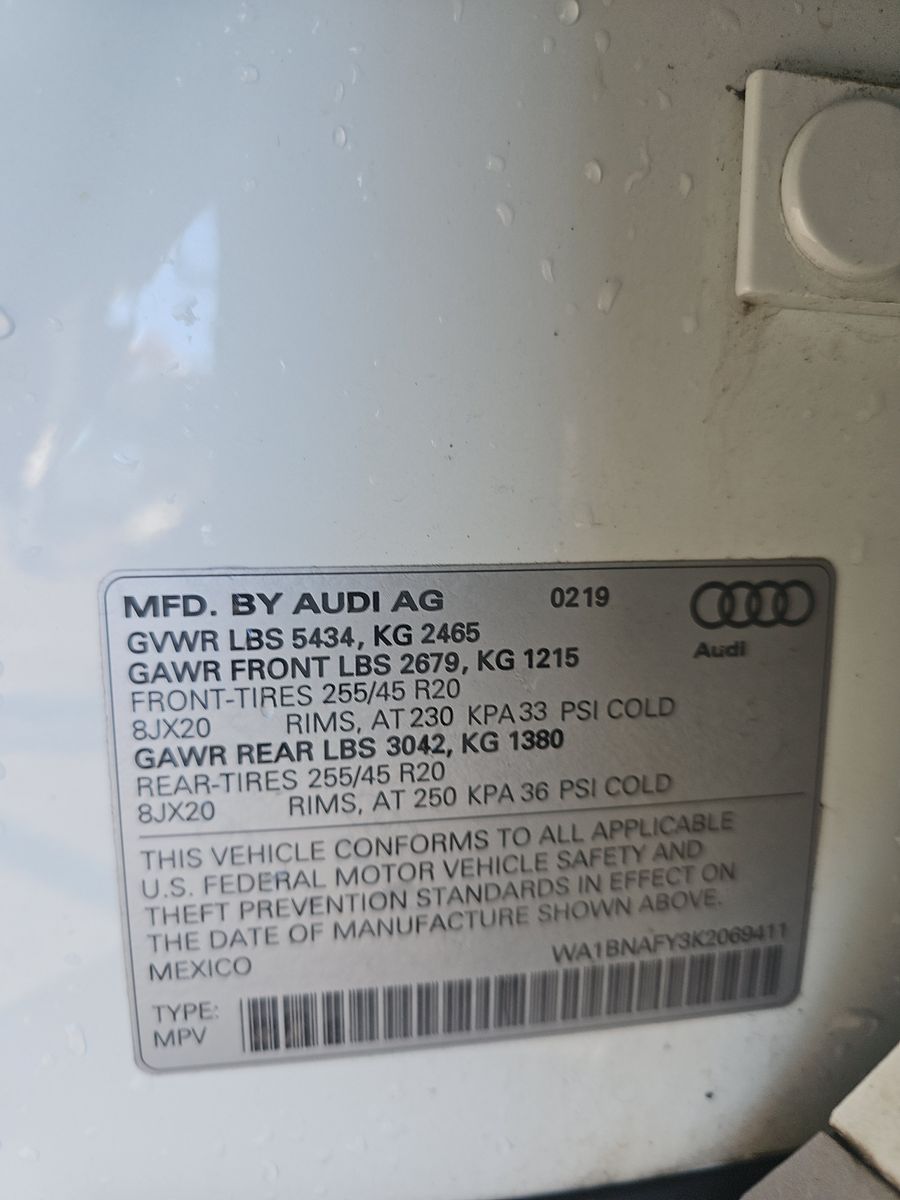 MFD. BY AUDI AG 0219
GVWR LBS 5434, KG 2465
Audi
GAWR FRONT LBS 2679, KG 1215
FRONT-TIRES 255/45 R20
8JX20 RIMS, AT 230 KPA 33 PSI COLD
GAWR REAR LBS 3042, KG 1380
REAR-TIRES 255/45 R20
8JX20 RIMS, AT 250 KPA 36 PSI COLD
THIS VEHICLE CONFORMS TO ALL APPLICABLE
U.S. FEDERAL MOTOR VEHICLE SAFETY AND
THEFT PREVENTION STANDARDS IN EFFECT ON
THE DATE OF MANUFACTURE SHOWN ABOVE.
MEXICO WA1BNAFY3K2069411
TYPE:
MPV